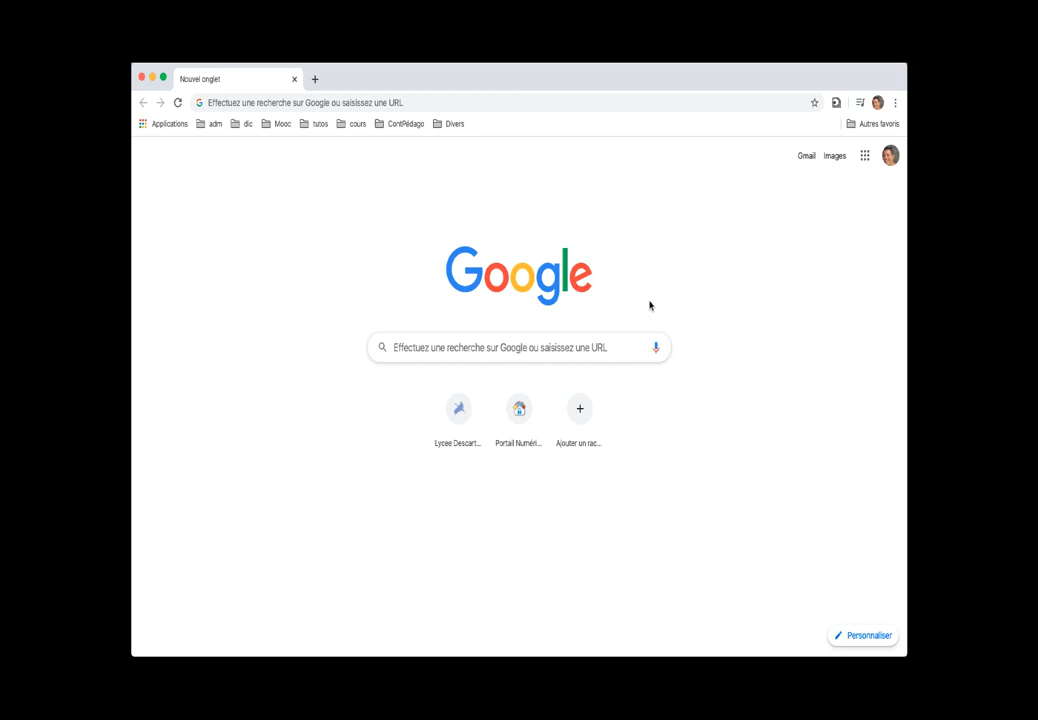 Nouvel onglet
Effectuez une recherche sur Google ou saisissez une URL
Applications adm dic Mooc tutos cours ContPédago Divers Autres favoris
Gmail Images
Google
Effectuez une recherche sur Google ou saisissez une URL
Lycee Descart... Portail Numéri... Ajouter un rac...
Personnaliser